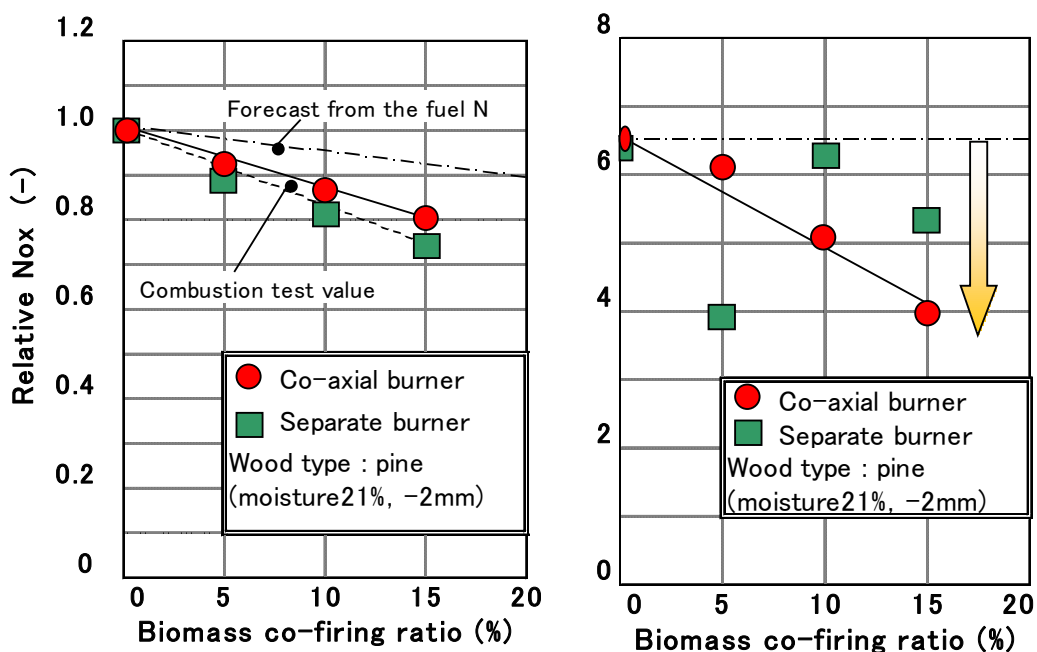 Relative Nox (-)
1.2
1.0
0.8
0.6
0.4
0.2
0
Forecast from the fuel N
Combustion test value
Co-axial burner
Separate burner
Wood type : pine
(moisture21%, -2mm)
0 5 10 15 20
Biomass co-firing ratio (%)
8
6
4
2
0
Co-axial burner
Separate burner
Wood type : pine
(moisture21%, -2mm)
0 5 10 15 20
Biomass co-firing ratio (%)